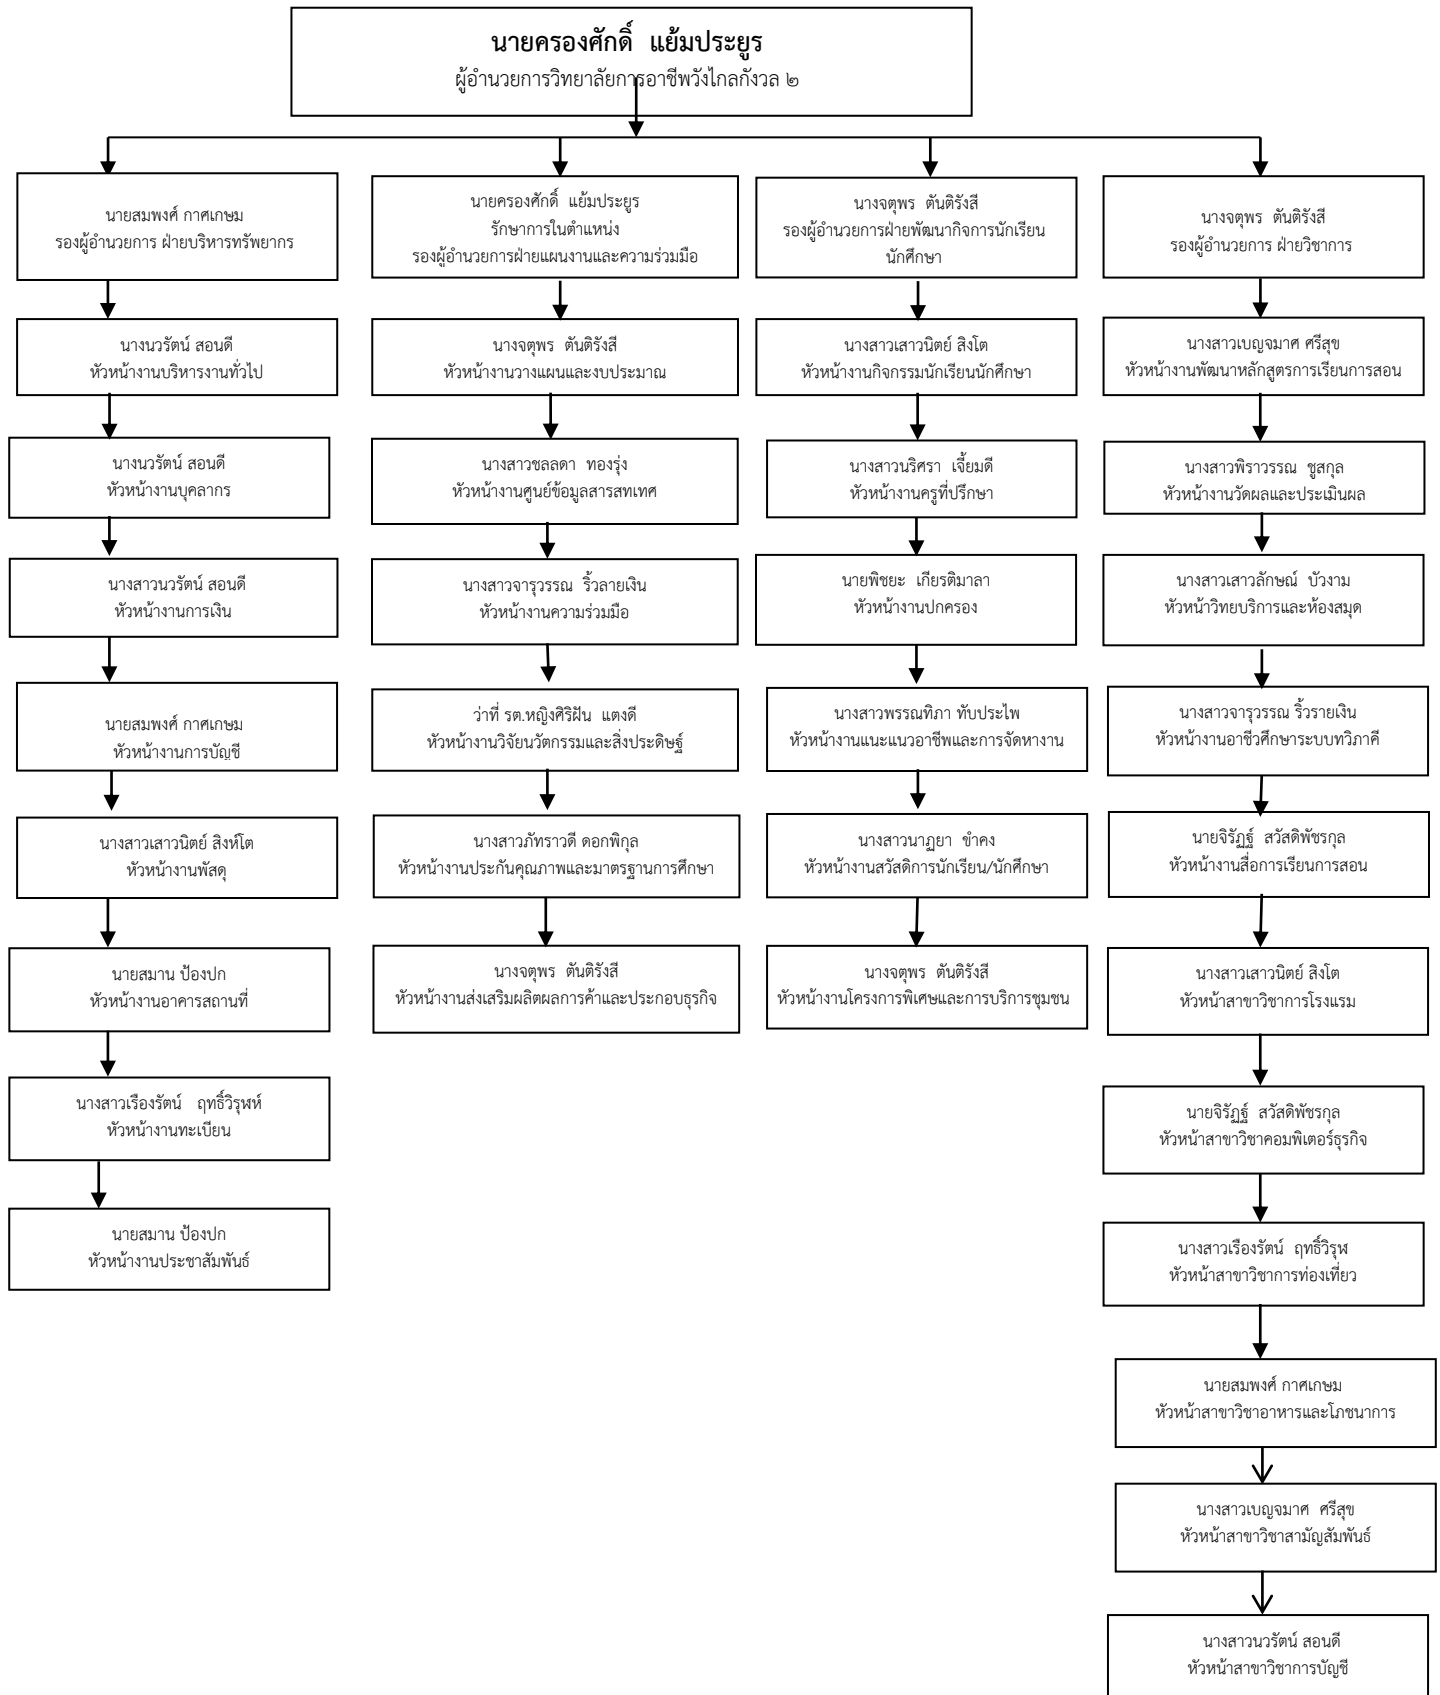 นายครองศักดิ์ แย้มประยูร
ผู้อำนวยการวิทยาลัยการอาชีพวังไกลกังวล ๒
นายสมพงศ์ กาศเกษม
รองผู้อำนวยการ ฝ่ายบริหารทรัพยากร
นางนวรัตน์ สอนดี
หัวหน้างานบริหารงานทั่วไป
นางนวรัตน์ สอนดี
หัวหน้างานบุคลากร
นางสาวนวรัตน์ สอนดี
หัวหน้างานการเงิน
นายสมพงศ์ กาศเกษม
หัวหน้างานการบัญชี
นางสาวเสาวนิตย์ สิงห์โต
หัวหน้างานพัสดุ
นายสมาน ป้องปก
หัวหน้างานอาคารสถานที่
นางสาวเรืองรัตน์ ฤทธิ์วิรุฬห์
หัวหน้างานทะเบียน
นายสมาน ป้องปก
หัวหน้างานประชาสัมพันธ์
นายครองศักดิ์ แย้มประยูร
รักษาการในตำแหน่ง
รองผู้อำนวยการฝ่ายแผนงานและความร่วมมือ
นางจตุพร ตันติรังสี
หัวหน้างานวางแผนและงบประมาณ
นางสาวชลลดา ทองรุ่ง
หัวหน้างานศูนย์ข้อมูลสารสทเทศ
นางสาวจารุวรรณ ริ้วลายเงิน
หัวหน้างานความร่วมมือ
ว่าที่ รต.หญิงศิริฝัน แตงดี
หัวหน้างานวิจัยนวัตกรรมและสิ่งประดิษฐ์
นางสาวภัทราวดี ดอกพิกุล
หัวหน้างานประกันคุณภาพและมาตรฐานการศึกษา
นางจตุพร ตันติรังสี
หัวหน้างานส่งเสริมผลิตผลการค้าและประกอบธุรกิจ
นางจตุพร ตันติรังสี
รองผู้อำนวยการฝ่ายพัฒนากิจการนักเรียน
นักศึกษา
นางสาวเสาวนิตย์ สิงโต
หัวหน้างานกิจกรรมนักเรียนนักศึกษา
นางสาวนริศรา เจี้ยมดี
หัวหน้างานครูที่ปรึกษา
นายพิชยะ เกียรติมาลา
หัวหน้างานปกครอง
นางสาวพรรณทิภา ทับประไพ
หัวหน้างานแนะแนวอาชีพและการจัดหางาน
นางสาวนาฏยา ขำคง
หัวหน้างานสวัสดิการนักเรียน/นักศึกษา
นางจตุพร ตันติรังสี
หัวหน้างานโครงการพิเศษและการบริการชุมชน
นางจตุพร ตันติรังสี
รองผู้อำนวยการ ฝ่ายวิชาการ
นางสาวเบญจมาศ ศรีสุข
หัวหน้างานพัฒนาหลักสูตรการเรียนการสอน
นางสาวพิราวรรณ ชูสกุล
หัวหน้างานวัดผลและประเมินผล
นางสาวเสาวลักษณ์ บัวงาม
หัวหน้าวิทยบริการและห้องสมุด
นางสาวจารุวรรณ ริ้วรายเงิน
หัวหน้างานอาชีวศึกษาระบบทวิภาคี
นายจิรัฏฐ์ สวัสดิพัชรกุล
หัวหน้างานสื่อการเรียนการสอน
นางสาวเสาวนิตย์ สิงโต
หัวหน้าสาขาวิชาการโรงแรม
นายจิรัฏฐ์ สวัสดิพัชรกุล
หัวหน้าสาขาวิชาคอมพิเตอร์ธุรกิจ
นางสาวเรืองรัตน์ ฤทธิ์วิรุฬ
หัวหน้าสาขาวิชาการท่องเที่ยว
นายสมพงศ์ กาศเกษม
หัวหน้าสาขาวิชาอาหารและโภชนาการ
นางสาวเบญจมาศ ศรีสุข
หัวหน้าสาขาวิชาสามัญสัมพันธ์
นางสาวนวรัตน์ สอนดี
หัวหน้าสาขาวิชาการบัญชี